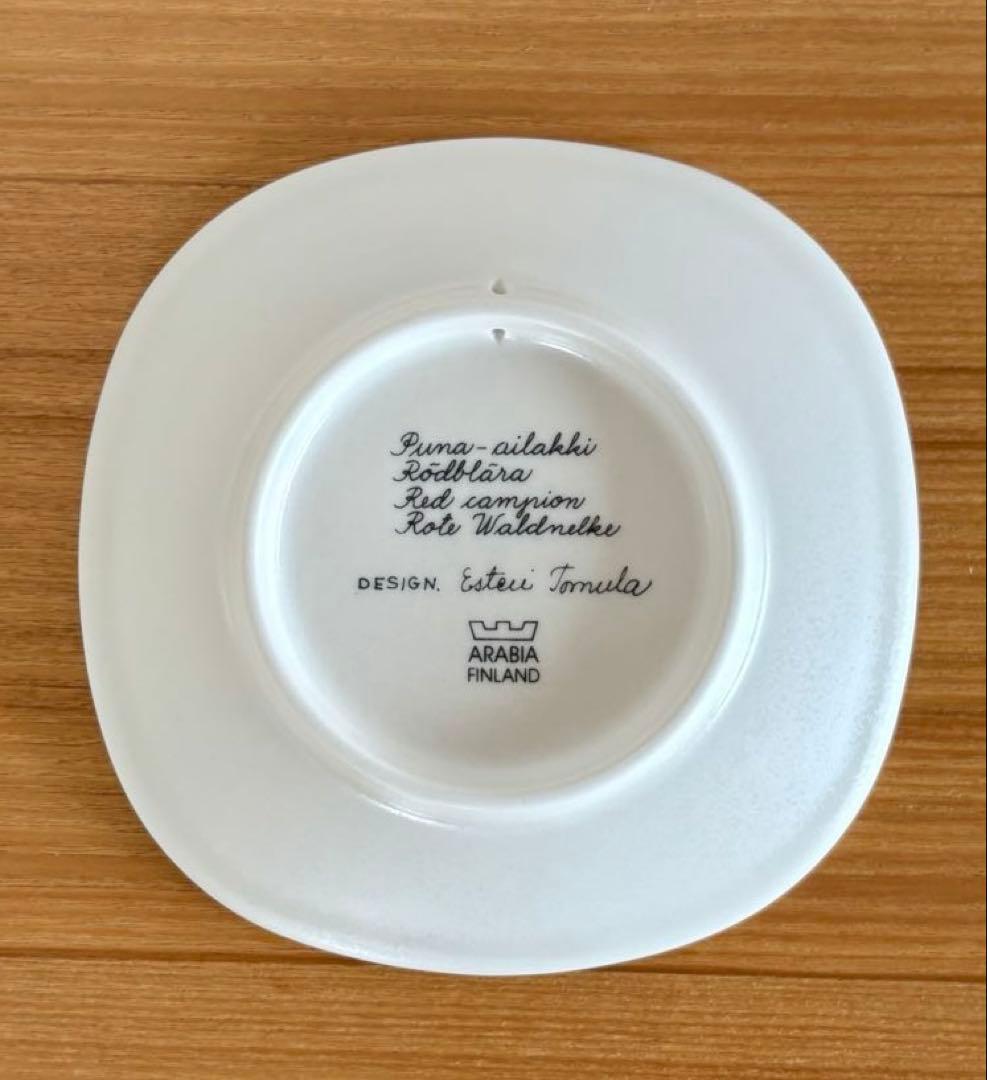 Puna-ailakki
Rödblära
Red campion
Rote Waldnelke
DESIGN. Esteri Tomula
ARABIA
FINLAND